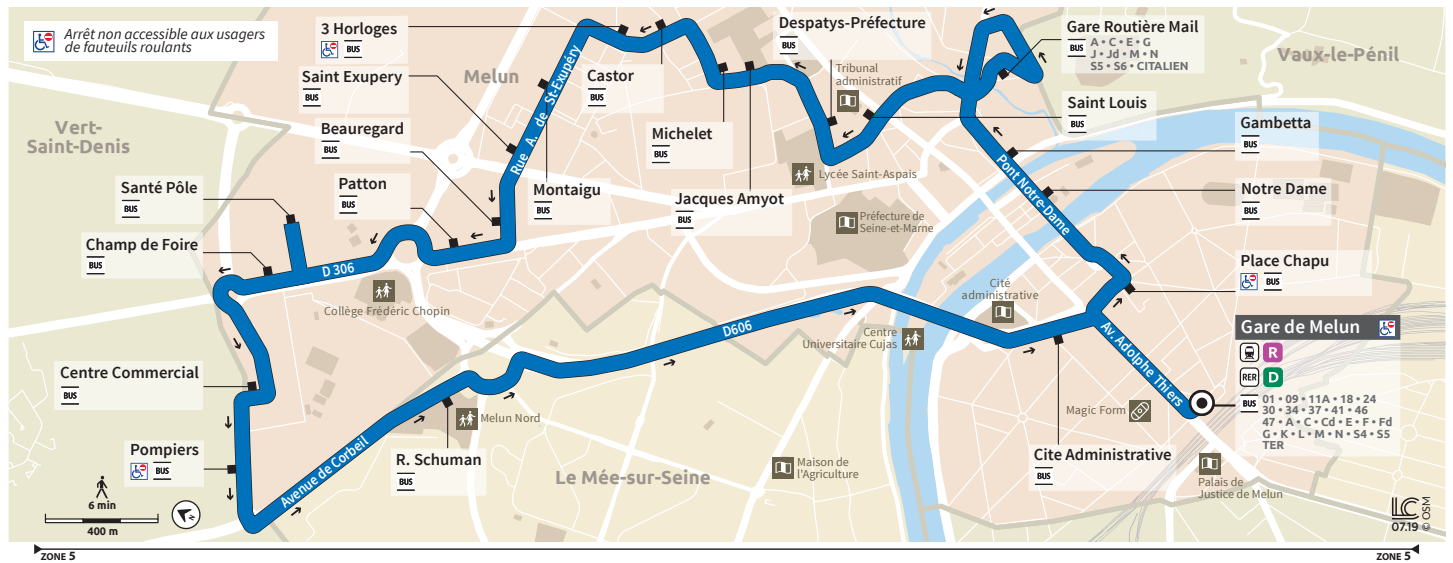 Arrêt non accessible aux usagers
de fauteuils roulants
3 Horloges
BUS
Saint Exupery
BUS
Beauregard
BUS
Patton
BUS
Santé Pôle
BUS
Champ de Foire
BUS
Centre Commercial
BUS
Pompiers
BUS
Vert-
Saint-Denis
Melun
Castor
BUS
Michelet
BUS
Montaigu
BUS
Jacques Amyot
BUS
Despatys-Préfecture
BUS
Tribunal
administratif
Lycée Saint-Aspais
Préfecture de
Seine-et-Marne
Gare Routière Mail
BUS
A • C • E • G
J • Jd • M • N
S5 • S6 • CITALIEN
Vaux-le-Pénil
Saint Louis
BUS
Gambetta
BUS
Notre Dame
BUS
Place Chapu
BUS
Gare de Melun
R
RER
D
BUS
01 • 09 • 11A • 18 • 24
30 • 34 • 37 • 41 • 46
47 • A • C • Cd • E • F • Fd
G • K • L • M • N • S4 • S5
TER
Rue A. de St-Exupéry
D 306
Collège Frédéric Chopin
Pont Notre-Dame
Cité
administrative
D606
Centre
Universitaire Cujas
Av. Adolphe Thiers
Magic Form
Melun Nord
Avenue de Corbeil
R. Schuman
BUS
Le Mée-sur-Seine
Maison de
l'Agriculture
Cite Administrative
BUS
Palais de
Justice de Melun
6 min
400 m
LC
07.19 © OSM
ZONE 5
ZONE 5